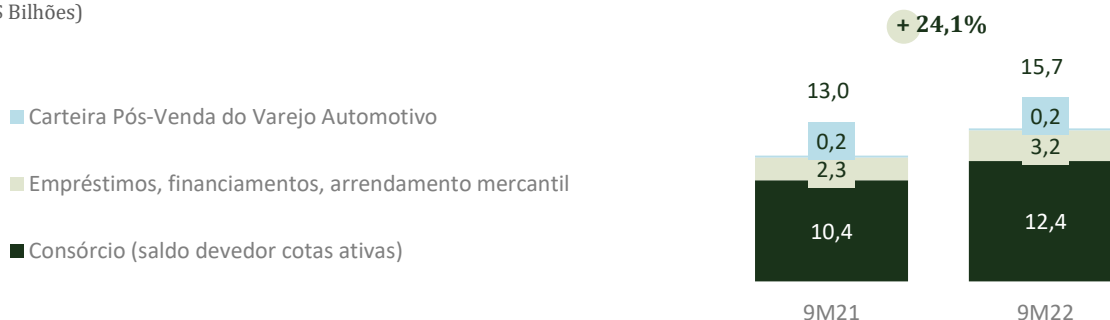 Bilhões)
+ 24,1%
15,7
13,0
Carteira Pós-Venda do Varejo Automotivo
0,2
0,2
Empréstimos, financiamentos, arrendamento mercantil
2,3
3,2
Consórcio (saldo devedor cotas ativas)
10,4
12,4
9M21
9M22